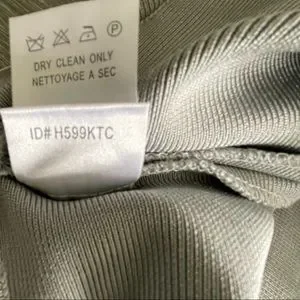 DRY CLEAN ONLY
NETTOYAGE A SEC
ID# H599KTC